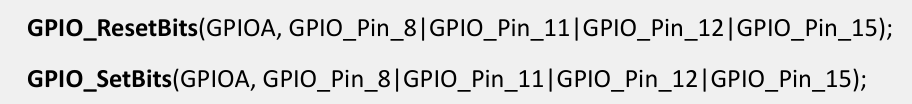 GPIO_ResetBits(GPIOA, GPIO_Pin_8|GPIO_Pin_11|GPIO_Pin_12|GPIO_Pin_15);
GPIO_SetBits(GPIOA, GPIO_Pin_8|GPIO_Pin_11|GPIO_Pin_12|GPIO_Pin_15);